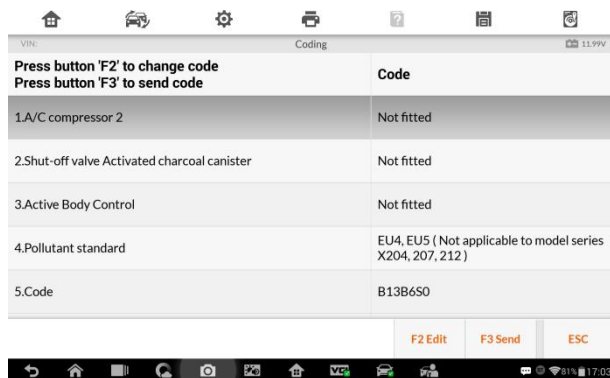 VIN:
Coding
11.99V
Press button 'F2' to change code
Press button 'F3' to send code
Code
1.A/C compressor 2
Not fitted
2.Shut-off valve Activated charcoal canister
Not fitted
3.Active Body Control
Not fitted
4.Pollutant standard
EU4, EU5 ( Not applicable to model series
X204, 207, 212 )
5.Code
B13B6S0
F2 Edit
F3 Send
ESC
VCI
81%
17:03